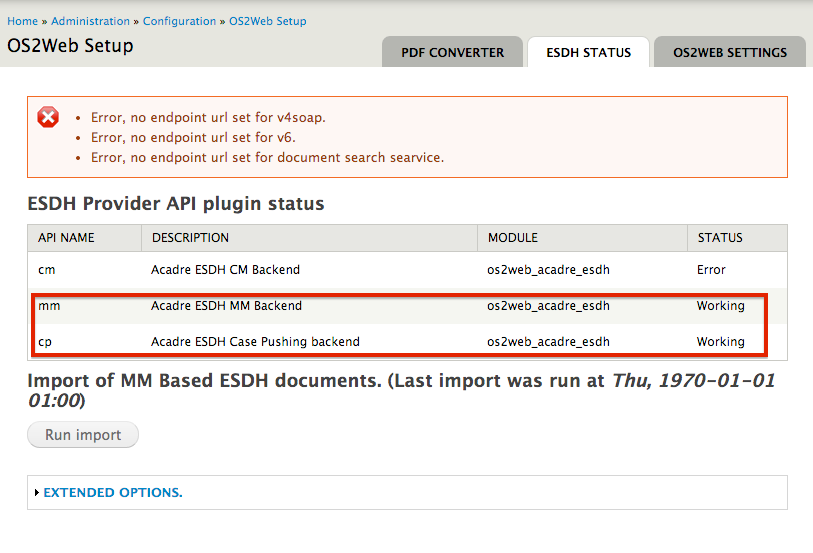 Home » Administration » Configuration » OS2Web Setup
OS2Web Setup
PDF CONVERTER ESDH STATUS OS2WEB SETTINGS
• Error, no endpoint url set for v4soap.
• Error, no endpoint url set for v6.
• Error, no endpoint url set for document search searvice.
ESDH Provider API plugin status
API NAME DESCRIPTION MODULE STATUS
cm Acadre ESDH CM Backend os2web_acadre_esdh Error
mm Acadre ESDH MM Backend os2web_acadre_esdh Working
cp Acadre ESDH Case Pushing backend os2web_acadre_esdh Working
Import of MM Based ESDH documents. (Last import was run at Thu, 1970-01-01
01:00)
Run import
EXTENDED OPTIONS.